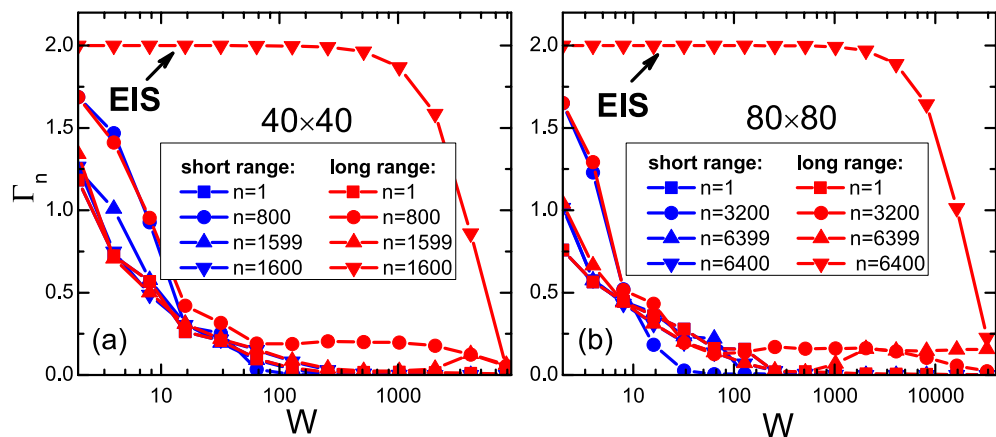 2.0
1.5
1.0
0.5
0.0
Γn
EIS
40×40
short range: long range:
n=1 n=1
n=800 n=800
n=1599 n=1599
n=1600 n=1600
(a)
10 100 1000
W
2.0
1.5
1.0
0.5
0.0
EIS
80×80
short range: long range:
n=1 n=1
n=3200 n=3200
n=6399 n=6399
n=6400 n=6400
(b)
10 100 1000 10000
W